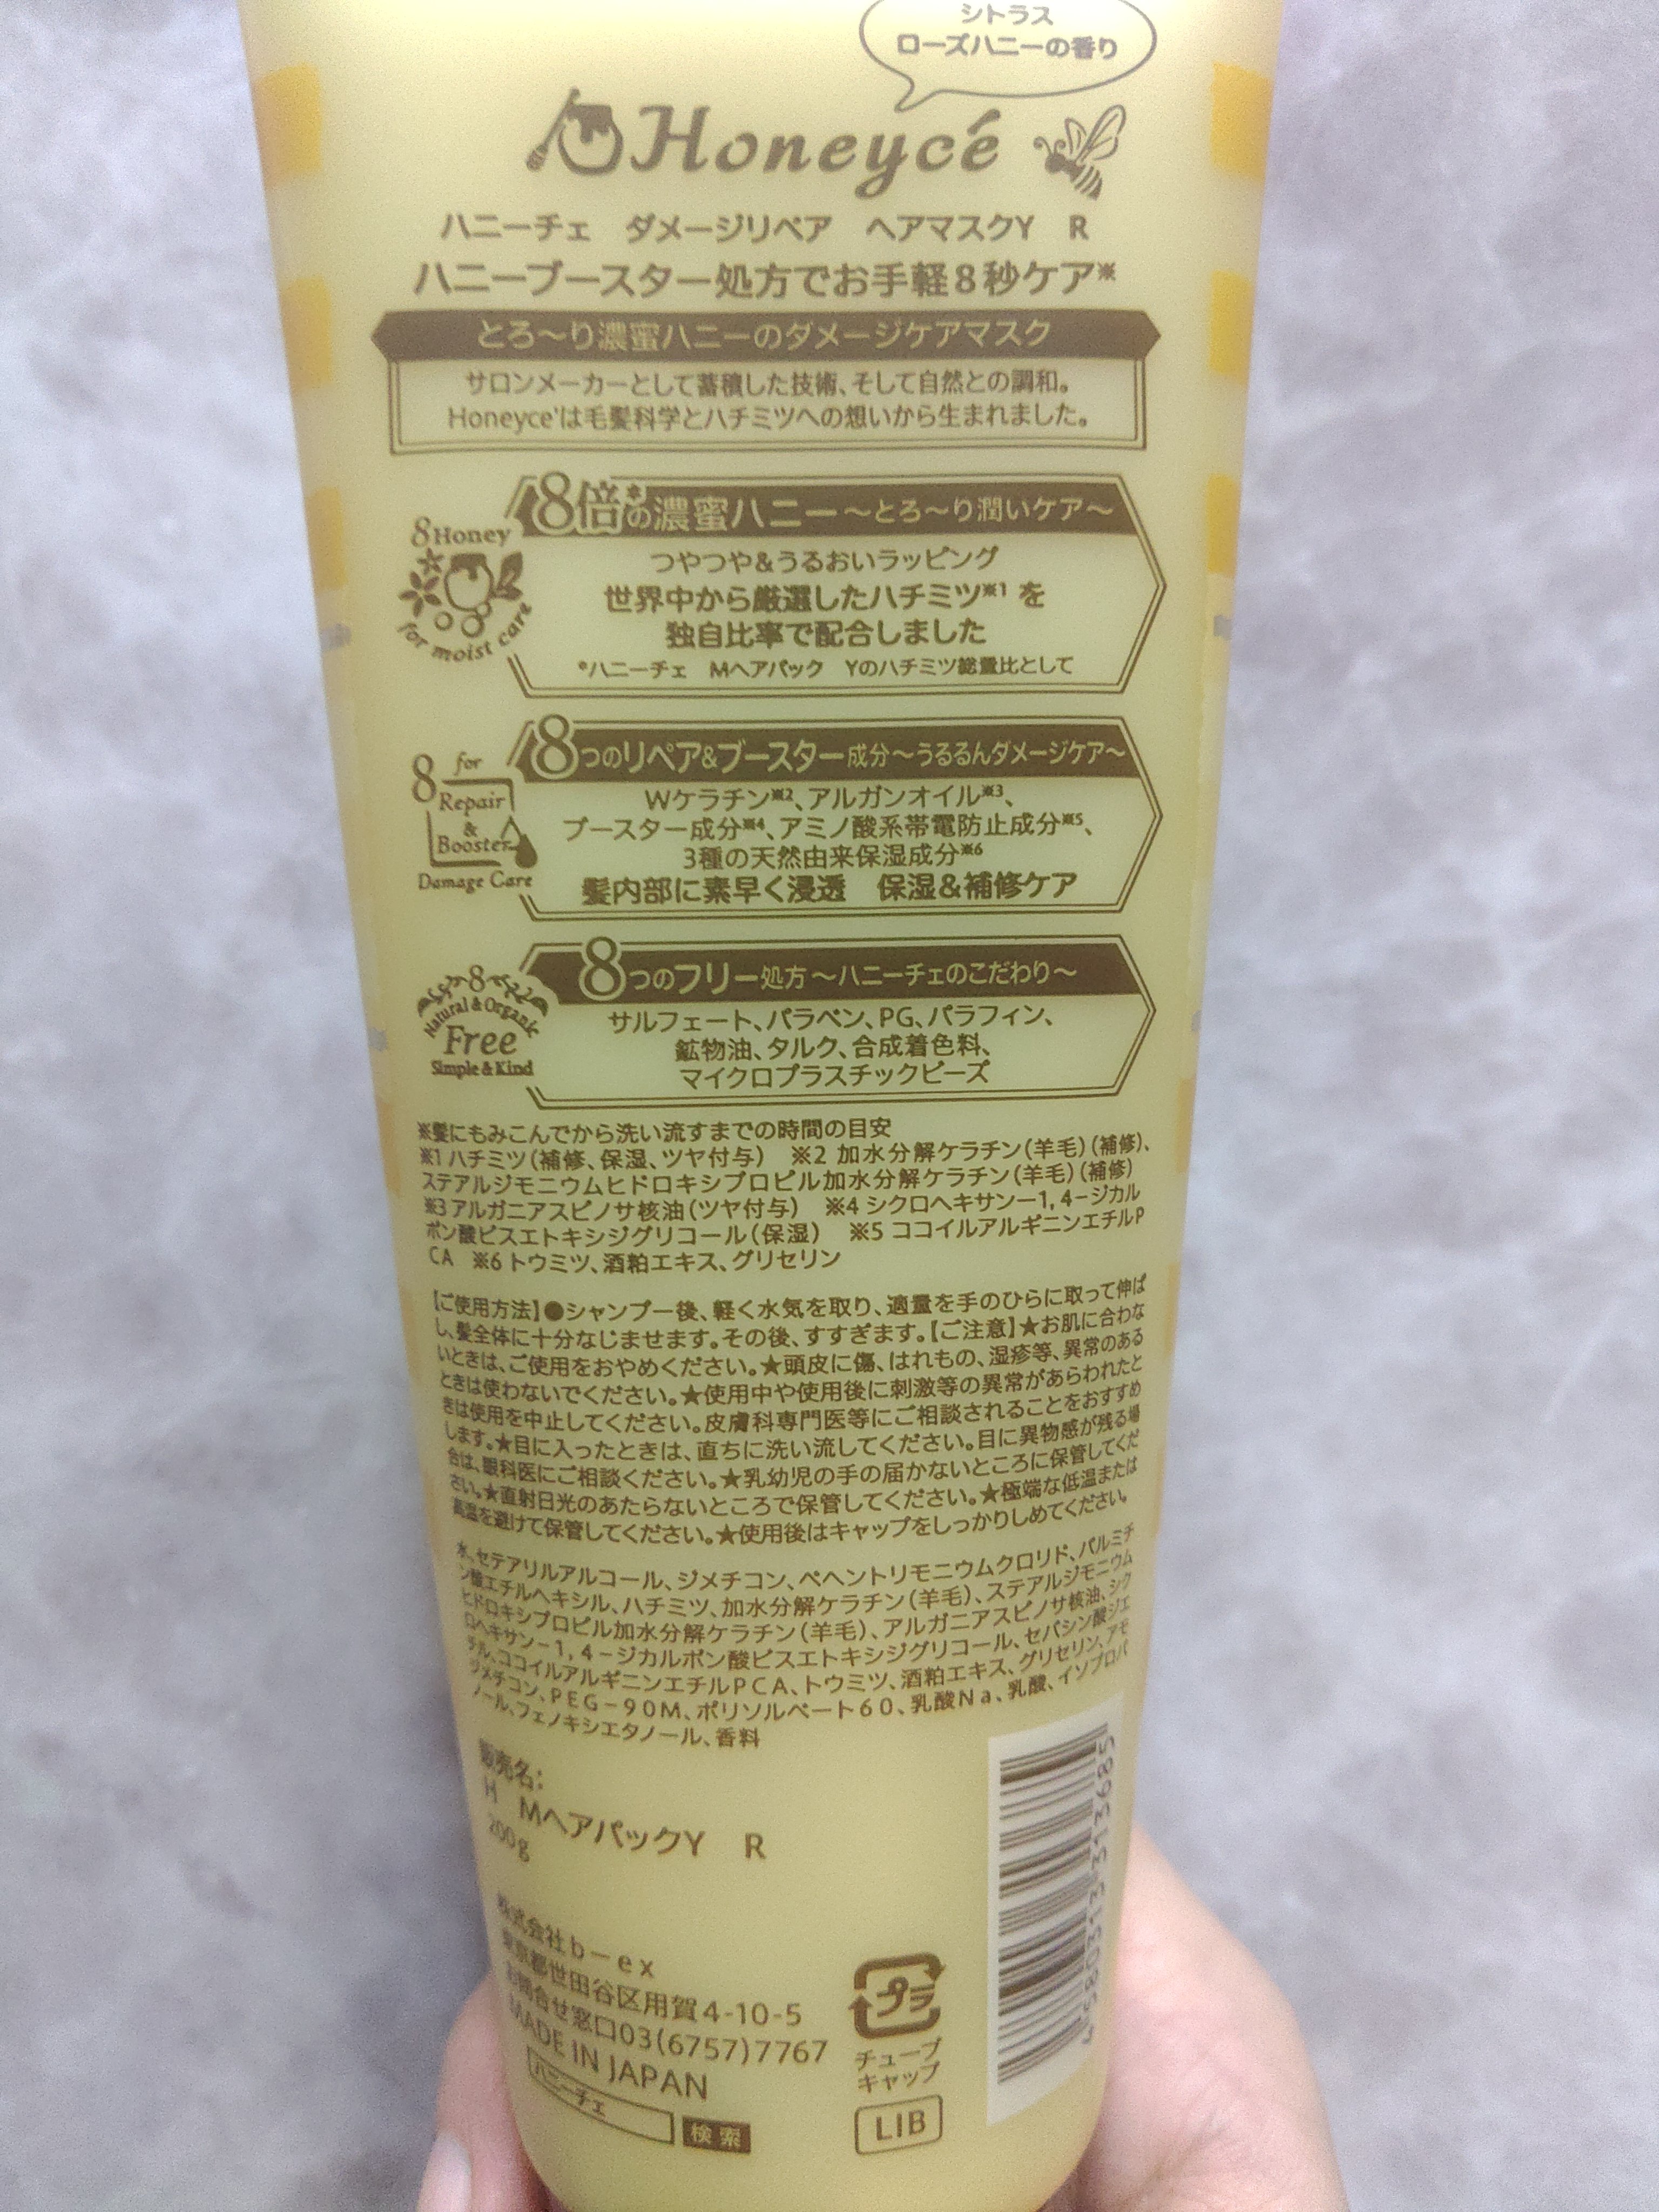 シトラス
ローズハニーの香り
Honeycé
ハニーチェ ダメージリペア ヘアマスクY R
ハニーブースター処方でお手軽8秒ケア※
とろ～り濃蜜ハニーのダメージケアマスク
サロンメーカーとして蓄積した技術、そして自然との調和。
Honeyce'は毛髪科学とハチミツへの想いから生まれました。
8倍*の濃蜜ハニー～とろ～り潤いケア～
8Honey
for moist care
つやつや&うるおいラッピング
世界中から厳選したハチミツ※1 を
独自比率で配合しました
*ハニーチェ Mヘアパック Yのハチミツ総量比として
8つのリペア&ブースター成分～うるるんダメージケア～
8 for
Repair
&
Booster
Damage Care
Wケラチン※2、アルガンオイル※3、
ブースター成分※4、アミノ酸系帯電防止成分※5、
3種の天然由来保湿成分※6
髪内部に素早く浸透 保湿&補修ケア
8つのフリー処方～ハニーチェのこだわり～
8
Natural & Organic
Free
Simple & Kind
サルフェート、パラベン、PG、パラフィン、
鉱物油、タルク、合成着色料、
マイクロプラスチックビーズ
※髪にもみこんでから洗い流すまでの時間の目安
※1 ハチミツ(補修、保湿、ツヤ付与) ※2 加水分解ケラチン(羊毛)(補修)、
ステアルジモニウムヒドロキシプロピル加水分解ケラチン(羊毛)(補修)
※3 アルガニアスピノサ核油(ツヤ付与) ※4 シクロヘキサン－1, 4－ジカル
ボン酸ビスエトキシジグリコール(保湿) ※5 ココイルアルギニンエチルP
CA ※6 トウミツ、酒粕エキス、グリセリン
【ご使用方法】●シャンプー後、軽く水気を取り、適量を手のひらに取って伸ば
し、髪全体に十分なじませます。その後、すすぎます。【ご注意】★お肌に合わな
いときは、ご使用をおやめください。★頭皮に傷、はれもの、湿疹等、異常のある
ときは使わないでください。★使用中や使用後に刺激等の異常があらわれたと
きは使用を中止してください。皮膚科専門医等にご相談されることをおすすめ
します。★目に入ったときは、直ちに洗い流してください。目に異物感が残る場
合は、眼科医にご相談ください。★乳幼児の手の届かないところに保管してくだ
さい。★直射日光のあたらないところで保管してください。★極端な低温または
高温を避けて保管してください。★使用後はキャップをしっかりしめてください。
水、セテアリルアルコール、ジメチコン、ベヘントリモニウムクロリド、パルミチ
ン酸エチルヘキシル、ハチミツ、加水分解ケラチン(羊毛)、ステアルジモニウム
ヒドロキシプロピル加水分解ケラチン(羊毛)、アルガニアスピノサ核油、シク
ロヘキサン－1, 4－ジカルボン酸ビスエトキシジグリコール、セバシン酸ジエ
チル、ココイルアルギニンエチルPCA、トウミツ、酒粕エキス、グリセリン、アモ
ジメチコン、PEG－90M、ポリソルベート60、乳酸Na、乳酸、イソプロパ
ノール、フェノキシエタノール、香料
販売名:
H MヘアパックY R
200g
株式会社b－ex
東京都世田谷区用賀4-10-5
お問合せ窓口03(6757)7767
MADE IN JAPAN
ハニーチェ 検索
プラ
チューブ
キャップ
LIB
4580313313685